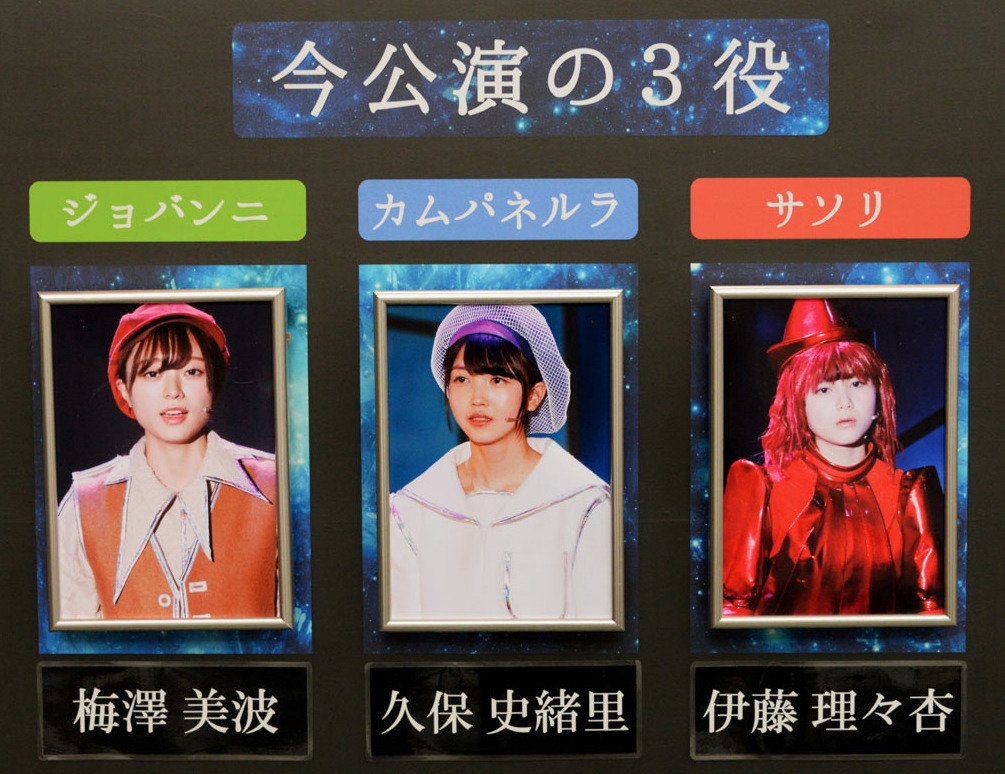 今公演の3役
ジョバンニ
カムパネルラ
サソリ
梅澤 美波
久保 史緒里
伊藤 理々杏